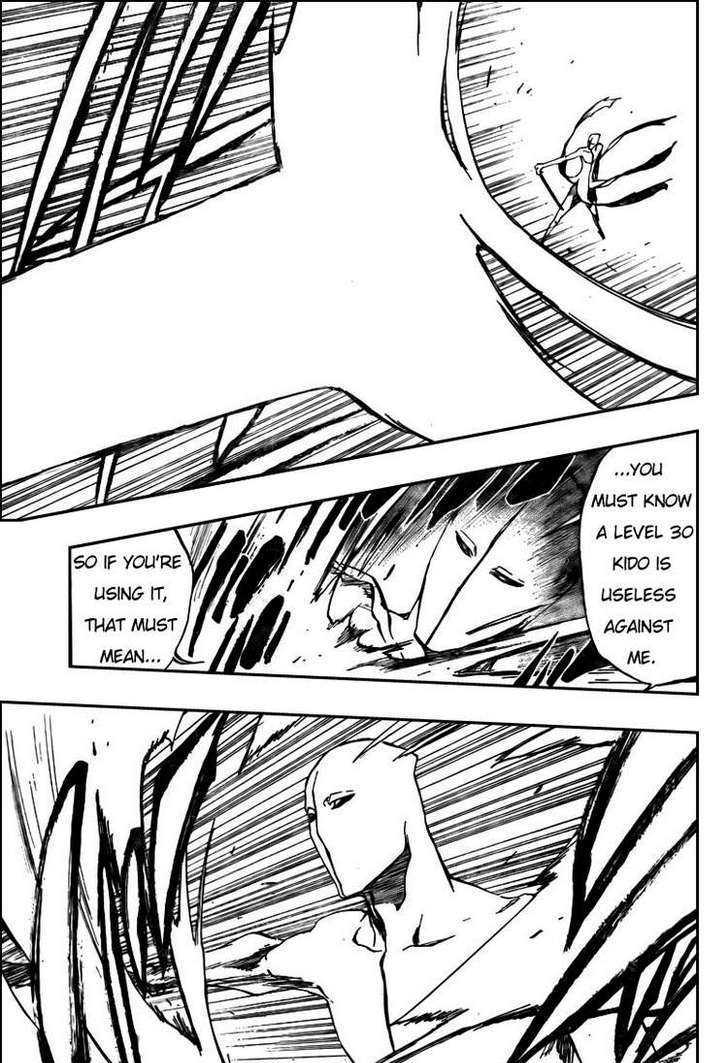 ...YOU
MUST KNOW
A LEVEL 30
KIDO IS
USELESS
AGAINST
ME.
SO IF YOU'RE
USING IT,
THAT MUST
MEAN...